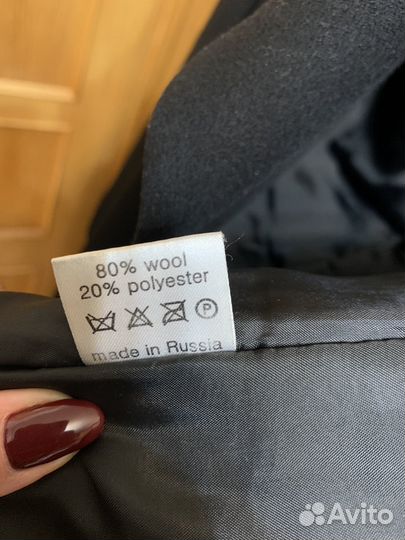 80% wool
20% polyester
P
made in Russia
Avito